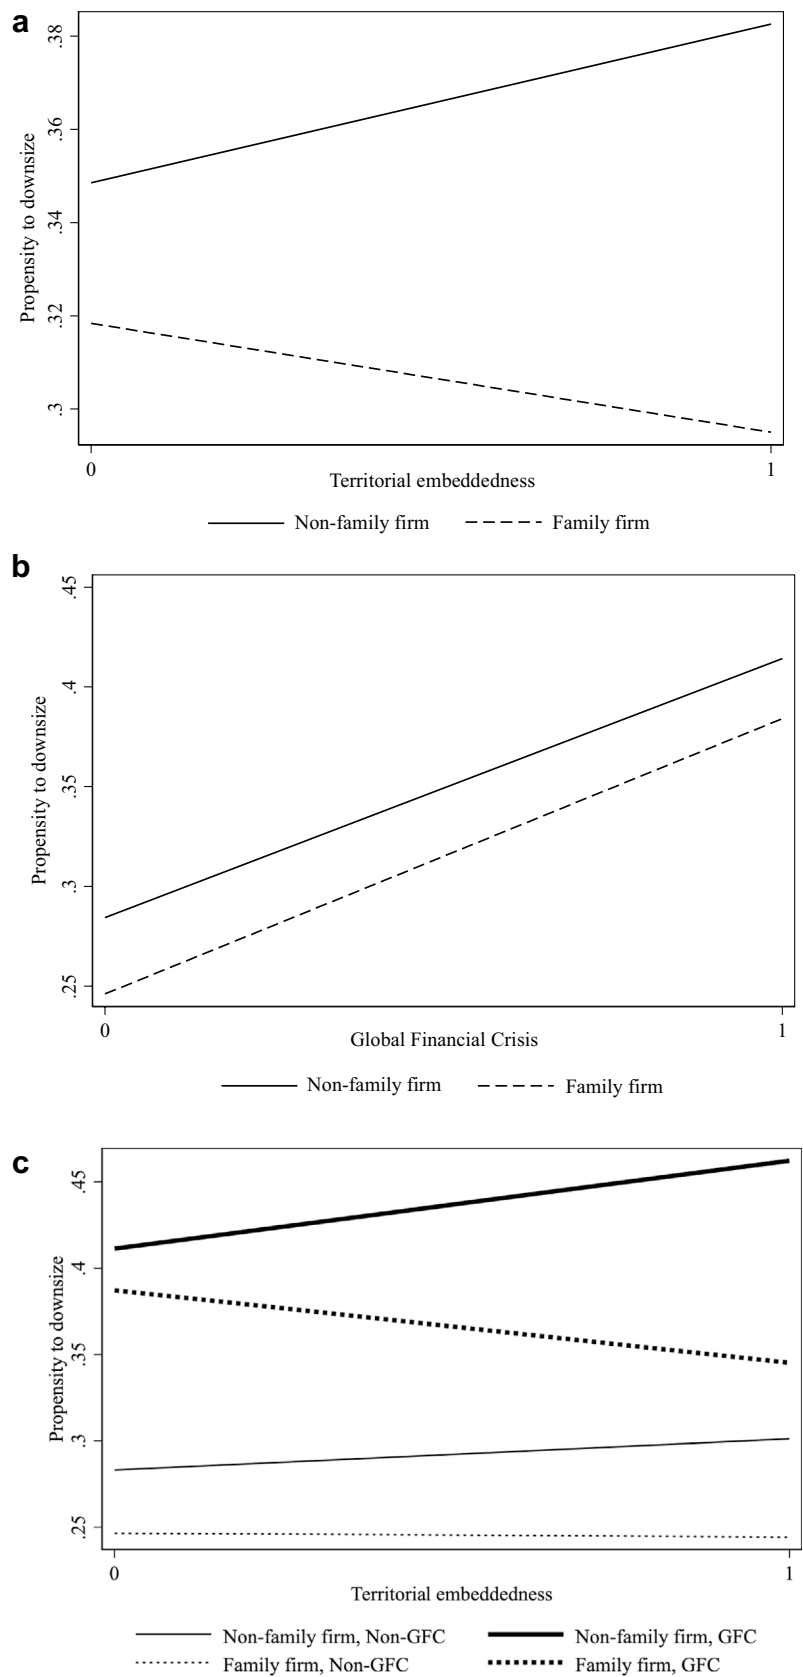 a
.38
.36
.34
.32
.3
Propensity to downsize
0
1
Territorial embeddedness
Non-family firm
Family firm
b
.45
.4
.35
.3
.25
Propensity to downsize
0
1
Global Financial Crisis
Non-family firm
Family firm
c
.45
.4
.35
.3
.25
Propensity to downsize
0
1
Territorial embeddedness
Non-family firm, Non-GFC
Non-family firm, GFC
Family firm, Non-GFC
Family firm, GFC